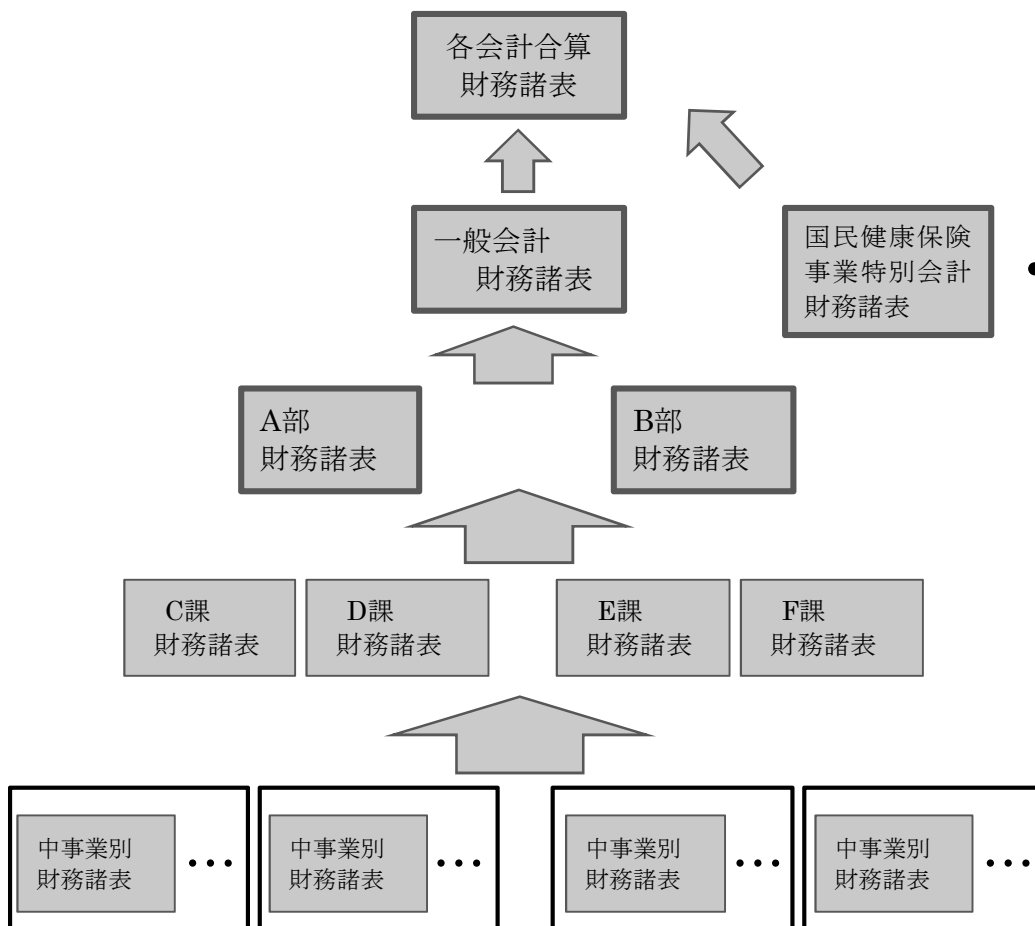 各会計合算
財務諸表
一般会計
財務諸表
国民健康保険
事業特別会計
財務諸表
A部
財務諸表
B部
財務諸表
C課
財務諸表
D課
財務諸表
E課
財務諸表
F課
財務諸表
中事業別
財務諸表
•••
中事業別
財務諸表
•••
中事業別
財務諸表
•••
中事業別
財務諸表
•••